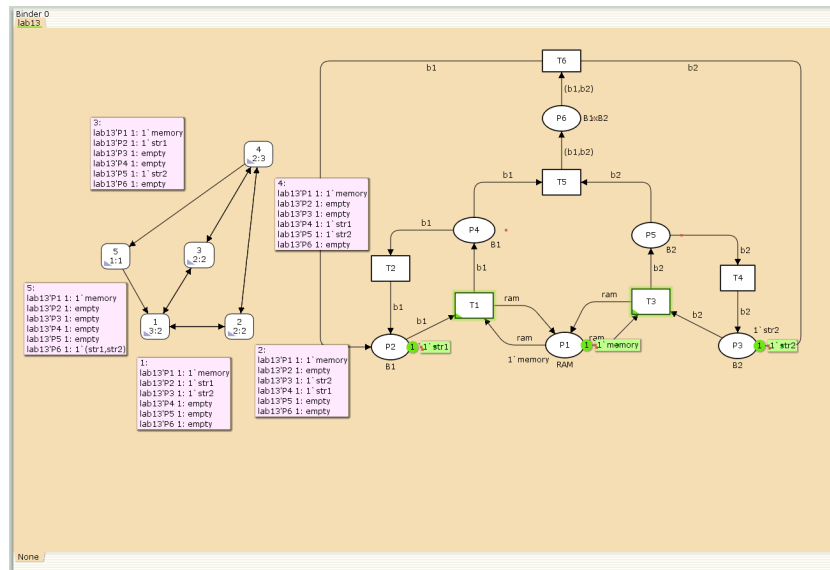 Binder 0
lab13
3:
lab13'P1 1: 1`memory
lab13'P2 1: 1`str1
lab13'P3 1: empty
lab13'P4 1: empty
lab13'P5 1: 1`str2
lab13'P6 1: empty
4
2:3
4:
lab13'P1 1: 1`memory
lab13'P2 1: empty
lab13'P3 1: empty
lab13'P4 1: 1`str1
lab13'P5 1: 1`str2
lab13'P6 1: empty
5
1:1
3
2:2
5:
lab13'P1 1: 1`memory
lab13'P2 1: empty
lab13'P3 1: empty
lab13'P4 1: empty
lab13'P5 1: empty
lab13'P6 1: 1`(str1,str2)
1
3:2
2
2:2
1:
lab13'P1 1: 1`memory
lab13'P2 1: 1`str1
lab13'P3 1: 1`str2
lab13'P4 1: empty
lab13'P5 1: empty
lab13'P6 1: empty
2:
lab13'P1 1: 1`memory
lab13'P2 1: empty
lab13'P3 1: 1`str2
lab13'P4 1: 1`str1
lab13'P5 1: empty
lab13'P6 1: empty
b1
T6
b2
(b1,b2)
P6
B1xB2
(b1,b2)
b1
T5
b2
b1
P4
B1
P5
B2
b2
T2
b1
b2
T4
b1
T1
ram
ram
T3
b2
b2
b1
ram
ram
P2
1
1`str1
B1
1`memory
P1
1
1`memory
RAM
1`str2
P3
1
1`str2
B2
None